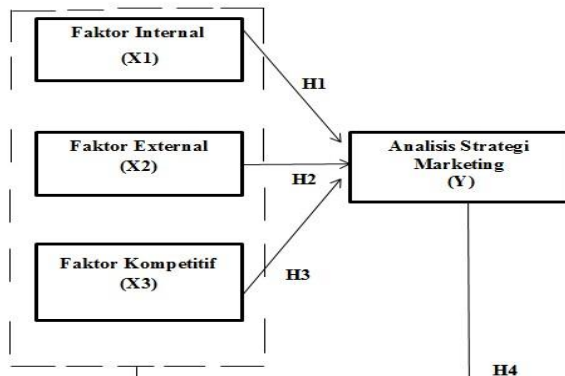 Faktor Internal
(X1)
H1
Faktor External
(X2)
H2
Analisis Strategi
Marketing
(Y)
Faktor Kompetitif
(X3)
H3
H4